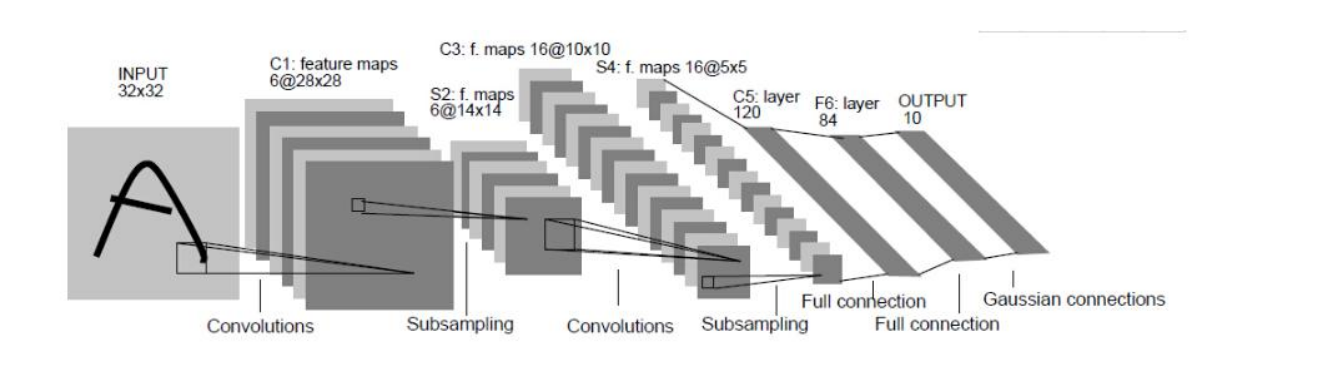 INPUT
32x32
C1: feature maps
6@28x28
S2: f. maps
6@14x14
C3: f. maps 16@10x10
S4: f. maps 16@5x5
C5: layer
120
F6: layer
84
OUTPUT
10
A
Convolutions
Subsampling
Convolutions
Subsampling
Full connection
Full connection
Gaussian connections